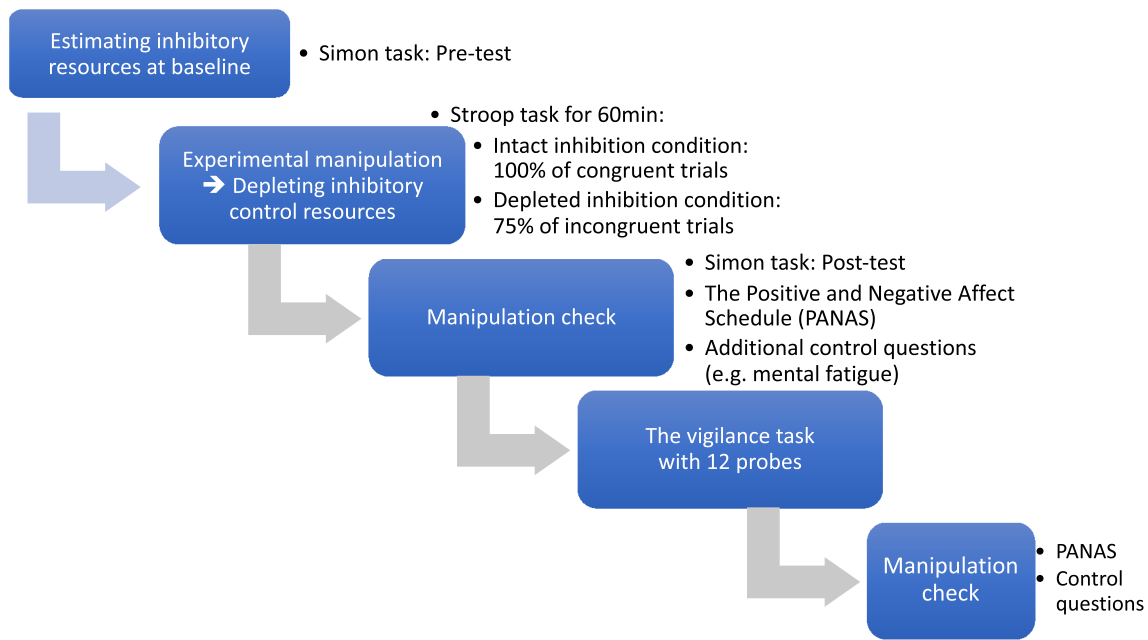 Estimating inhibitory
resources at baseline
• Simon task: Pre-test
• Stroop task for 60min:
• Intact inhibition condition:
100% of congruent trials
• Depleted inhibition condition:
75% of incongruent trials
Experimental manipulation
➔ Depleting inhibitory
control resources
• Simon task: Post-test
• The Positive and Negative Affect
Schedule (PANAS)
• Additional control questions
(e.g. mental fatigue)
Manipulation check
The vigilance task
with 12 probes
Manipulation
check
• PANAS
• Control
questions